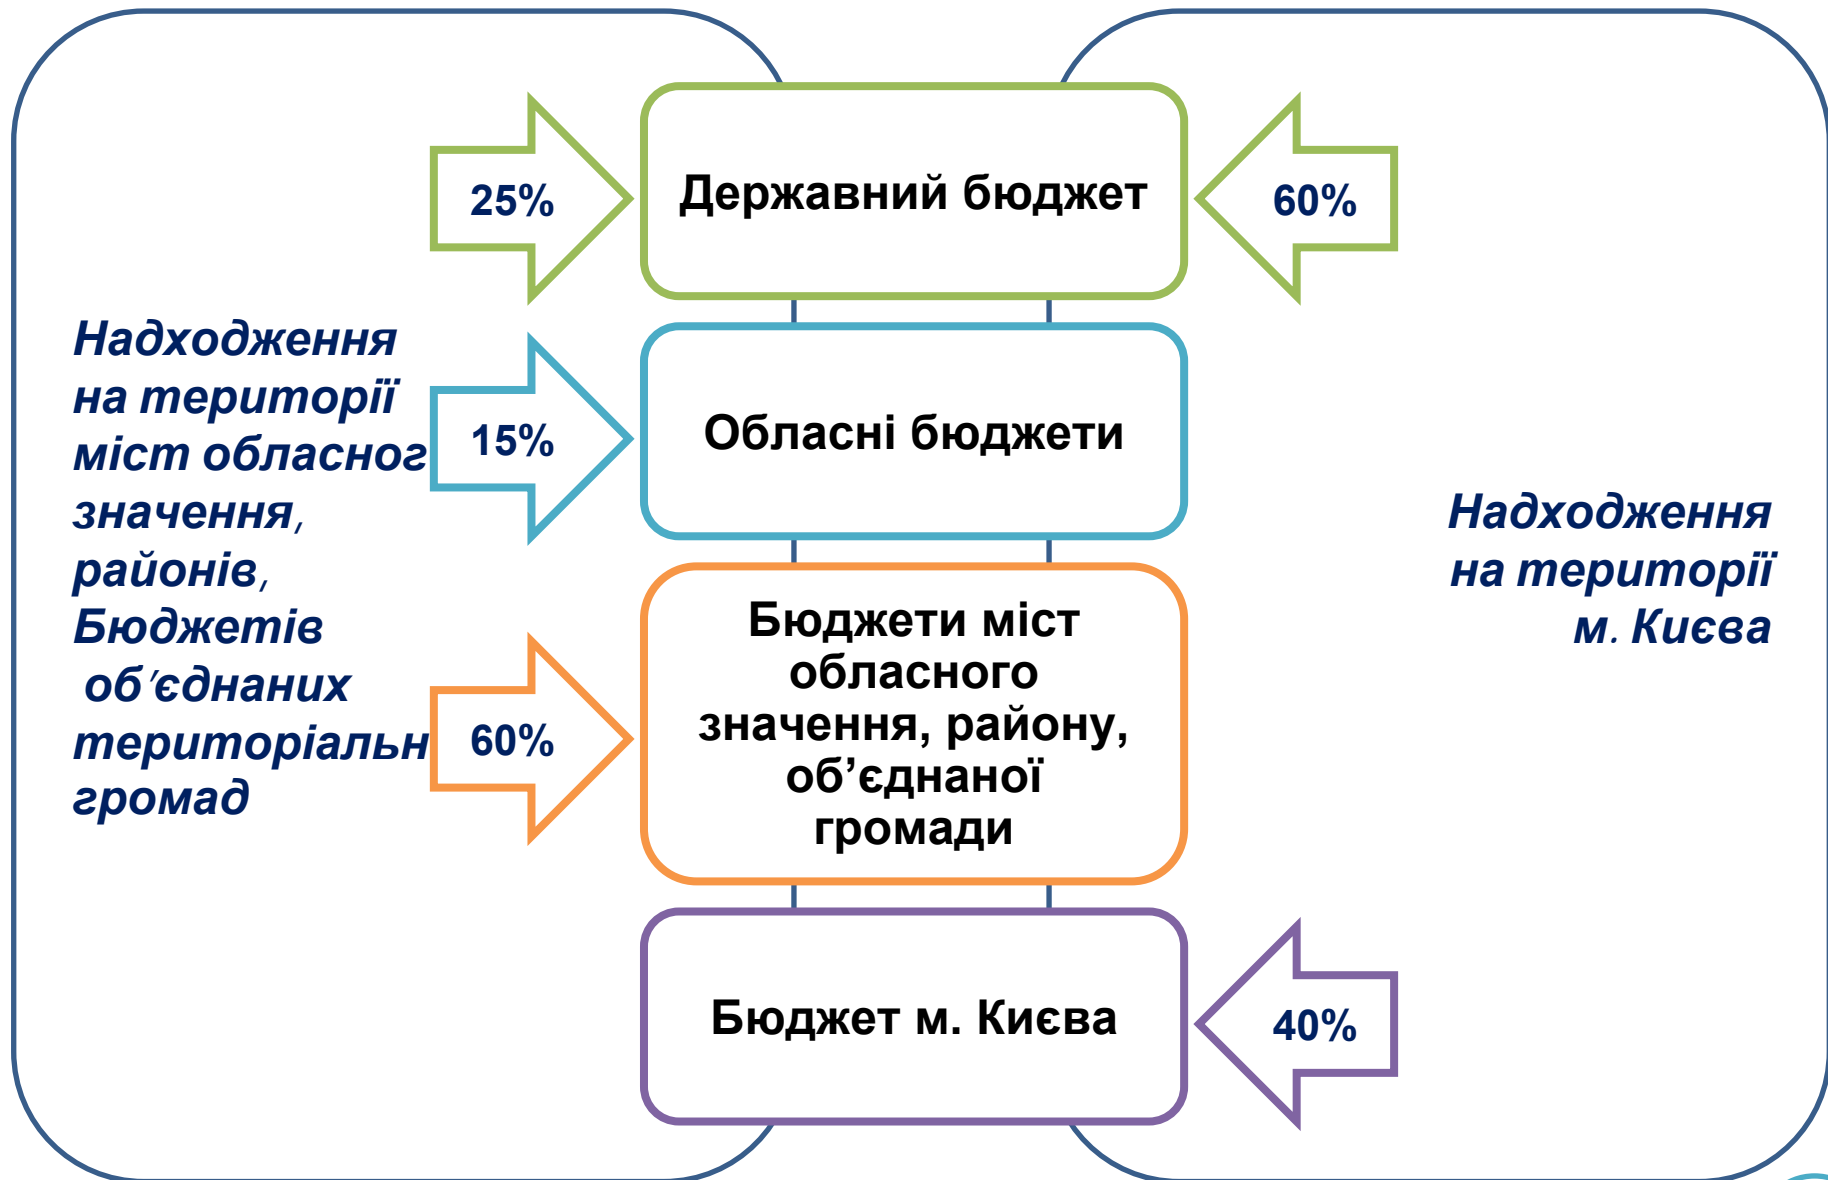 Надходження
на території
міст обласног
значення,
районів,
Бюджетів
об'єднаних
територіальн
громад
25%
15%
60%
Державний бюджет
Обласні бюджети
Бюджети міст
обласного
значення, району,
об’єднаної
громади
Бюджет м. Києва
60%
40%
Надходження
на території
м. Києва